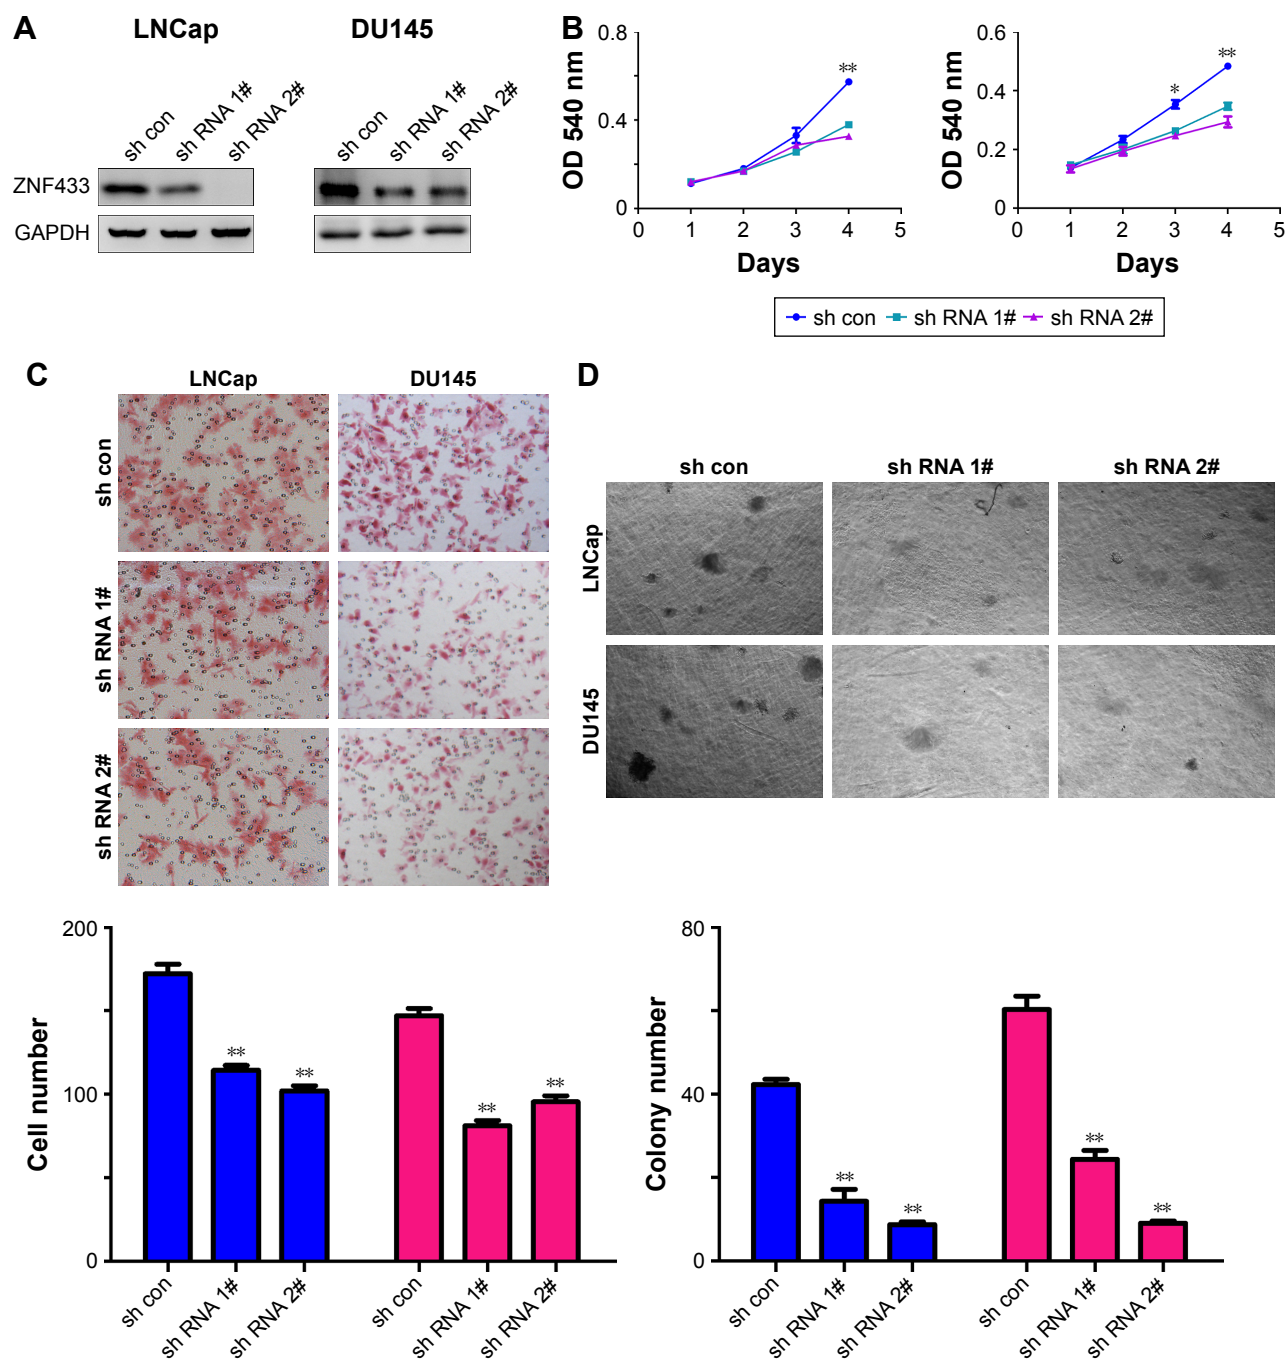 A
LNCap
DU145
sh con
sh RNA 1#
sh RNA 2#
sh con
sh RNA 1#
sh RNA 2#
ZNF433
GAPDH
B
OD 540 nm
0.8
0.4
0
**
0 1 2 3 4 5
Days
OD 540 nm
0.6
0.4
0.2
0
*
**
0 1 2 3 4 5
Days
sh con sh RNA 1# sh RNA 2#
C
LNCap
DU145
sh con
sh RNA 1#
sh RNA 2#
D
sh con
sh RNA 1#
sh RNA 2#
LNCap
DU145
Cell number
200
100
0
**
**
**
**
sh con
sh RNA 1#
sh RNA 2#
sh con
sh RNA 1#
sh RNA 2#
Colony number
80
40
0
**
**
**
**
sh con
sh RNA 1#
sh RNA 2#
sh con
sh RNA 1#
sh RNA 2#